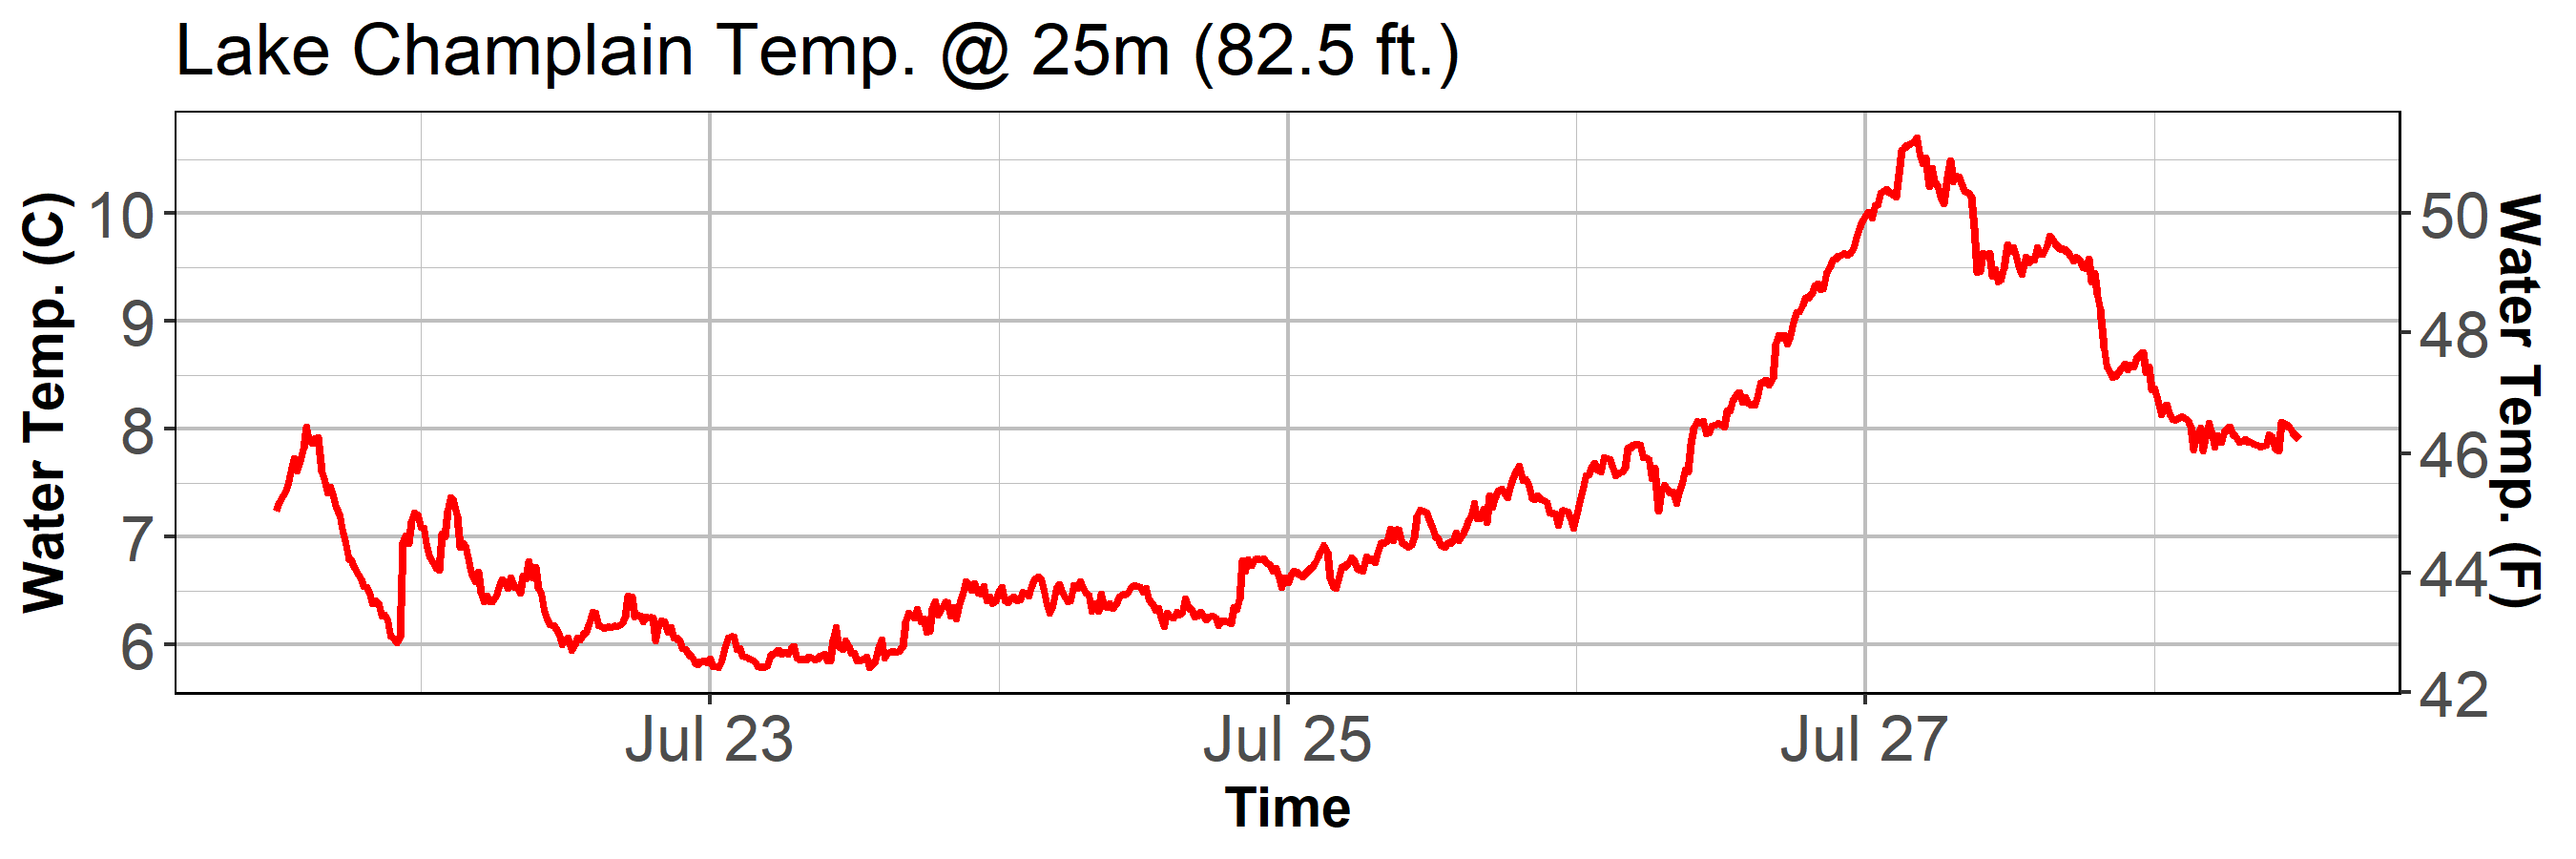 Lake Champlain Temp. @ 25m (82.5 ft.)
Water Temp. (C)
10
9
8
7
6
50
48
46
44
42
Water Temp. (F)
Jul 23
Jul 25
Jul 27
Time